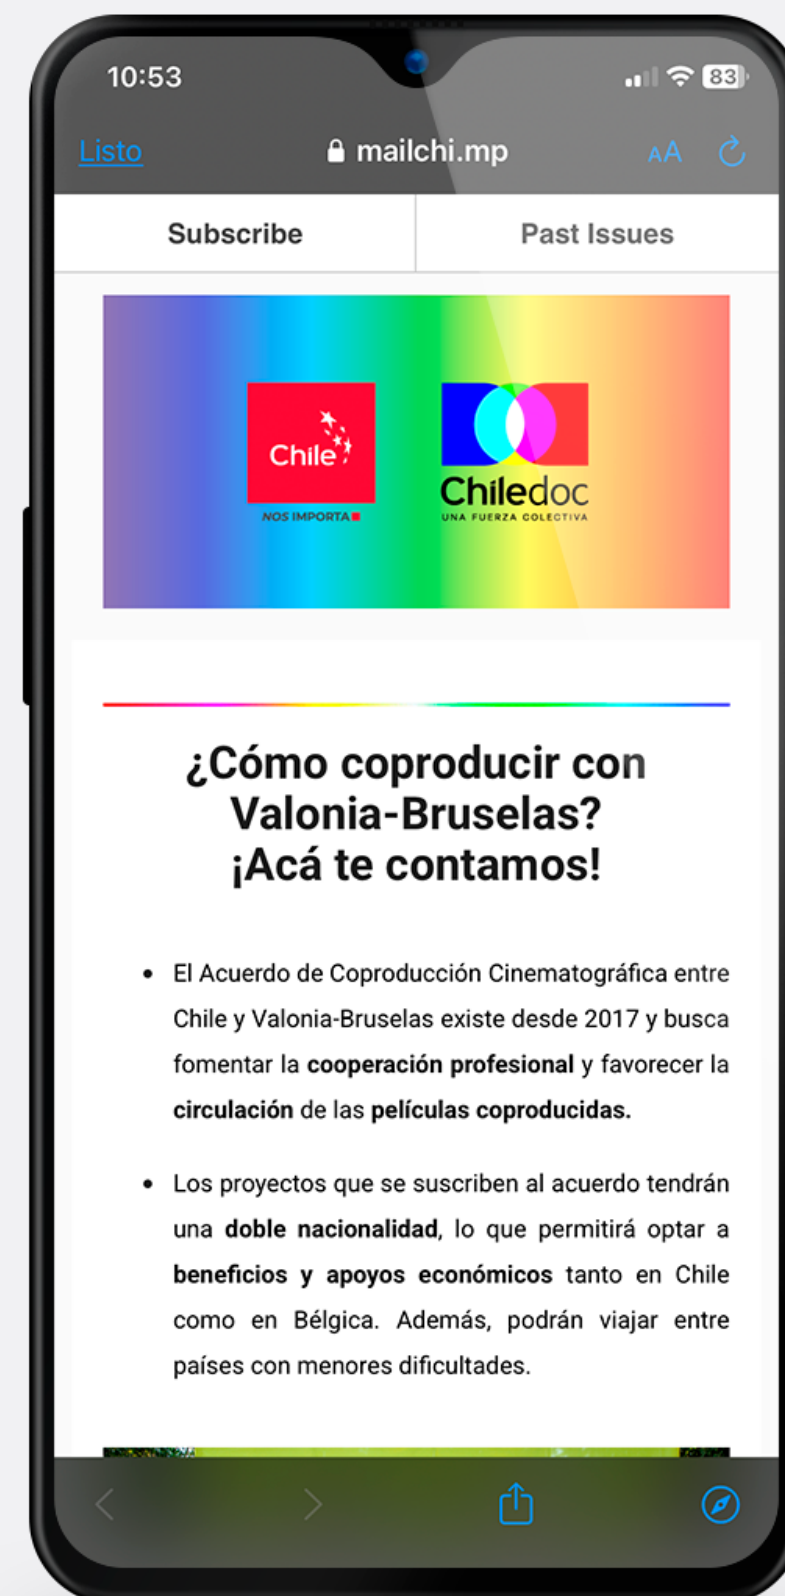 10:53
83
Listo
mailchi.mp
AA
Subscribe
Past Issues
Chile
NOS IMPORTA
Chiledoc
UNA FUERZA COLECTIVA
¿Cómo coproducir con
Valonia-Bruselas?
¡Acá te contamos!
• El Acuerdo de Coproducción Cinematográfica entre
Chile y Valonia-Bruselas existe desde 2017 y busca
fomentar la cooperación profesional y favorecer la
circulación de las películas coproducidas.
• Los proyectos que se suscriben al acuerdo tendrán
una doble nacionalidad, lo que permitirá optar a
beneficios y apoyos económicos tanto en Chile
como en Bélgica. Además, podrán viajar entre
países con menores dificultades.